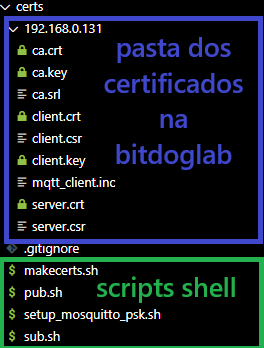 certs
192.168.0.131
ca.crt
ca.key
ca.srl
client.crt
client.csr
client.key
mqtt_client.inc
server.crt
server.csr
pasta dos
certificados
na
bitdoglab
.gitignore
$ makecerts.sh
$ pub.sh
$ setup_mosquitto_psk.sh
$ sub.sh
scripts shell